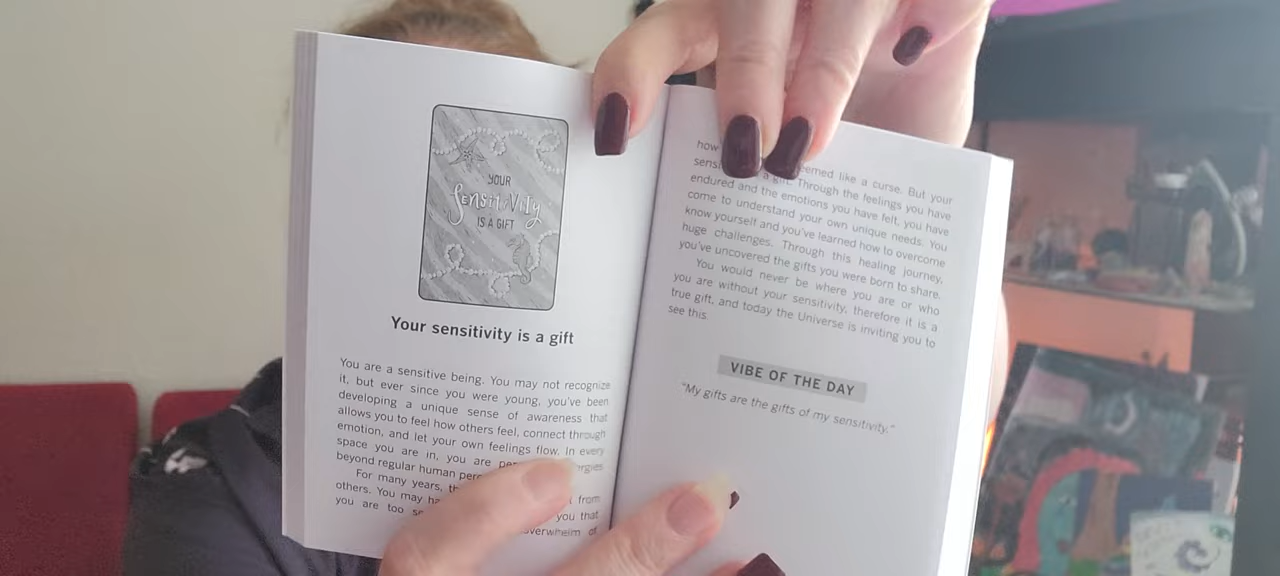 YOUR
Sensitivity
IS A GIFT
Your sensitivity is a gift
You are a sensitive being. You may not recognize
it, but ever since you were young, you've been
developing a unique sense of awareness that
allows you to feel how others feel, connect through
emotion, and let your own feelings flow. In every
space you are in, you are
beyond regular human
For many years, from
others. You may
you are too you that
overwhelm of
how seemed like a curse. But your
a gift. Through the feelings you have
endured and the emotions you have felt, you have
come to understand your own unique needs. You
know yourself and you've learned how to overcome
huge challenges. Through this healing journey,
you've uncovered the gifts you were born to share.
You would never be where you are or who
you are without your sensitivity, therefore it is a
true gift, and today the Universe is inviting you to
see this.
VIBE OF THE DAY
"My gifts are the gifts of my sensitivity."